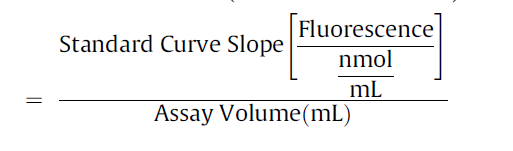 Standard Curve Slope [Fluorescence
nmol
mL]
=
Assay Volume(mL)